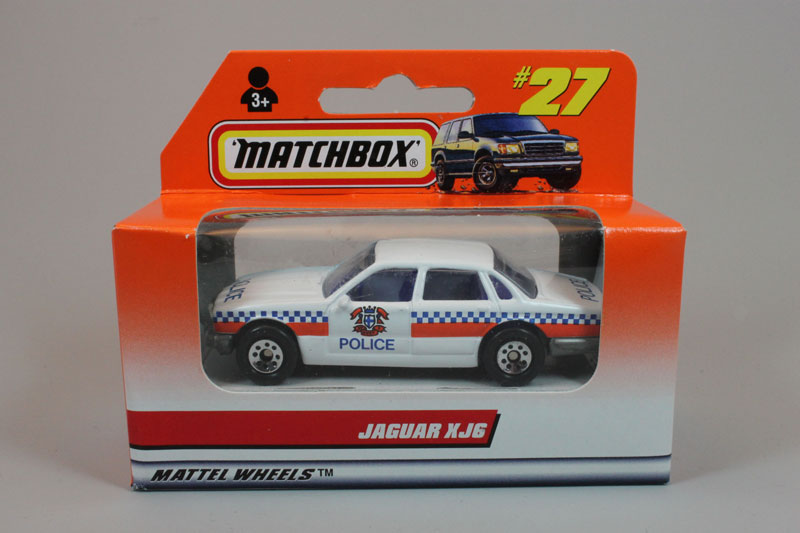 #27
3+
MATCHBOX®
POLICE
POLICE
POLICE
JAGUAR XJ6
MATTEL WHEELS™